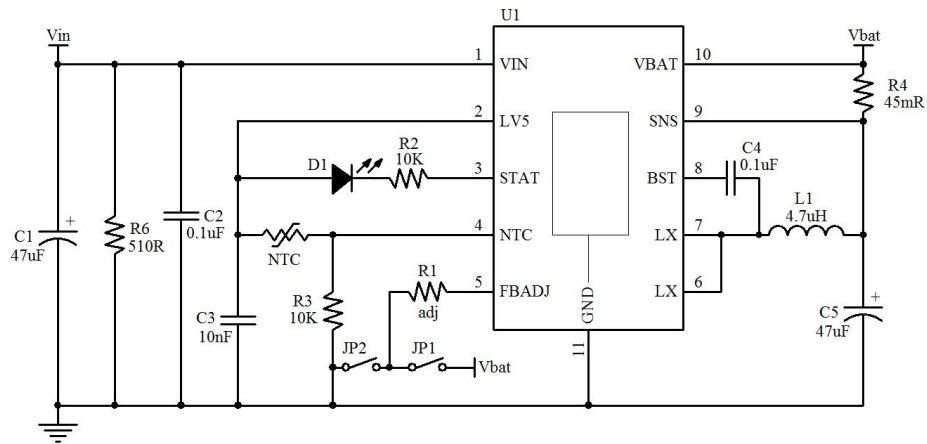 U1
Vin
Vbat
1
VIN
VBAT
10
R4
45mR
2
LV5
SNS
9
D1
R2
10K
3
STAT
BST
8
C4
0.1uF
L1
4.7uH
C1
+
47uF
R6
510R
C2
0.1uF
NTC
4
NTC
LX
7
R1
adj
5
FBADJ
LX
6
C3
10nF
R3
10K
JP2
JP1
Vbat
GND
11
C5
+
47uF